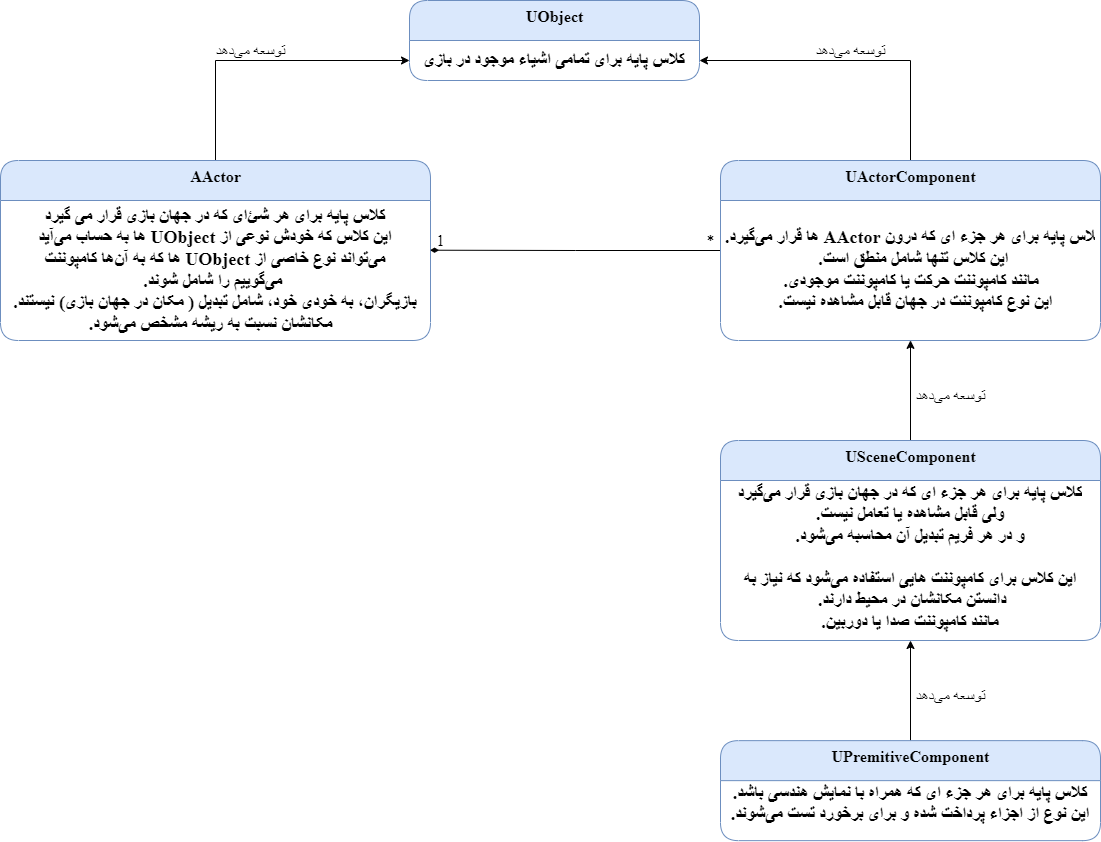 UObject
کلاس پایه برای تمامی اشیاء موجود در بازی
توسعه می‌دهد
توسعه می‌دهد
AActor
کلاس پایه برای هر شئ‌ای که در جهان بازی قرار می گیرد
این کلاس که خودش نوعی از UObject ها به حساب می‌آید
می‌تواند نوع خاصی از UObject ها که به آن‌ها کامپوننت
می‌گوییم را شامل شوند.
بازیگران، به خودی خود، شامل تبدیل ( مکان در جهان بازی) نیستند.
مکانشان نسبت به ریشه مشخص می‌شود.
1
*
UActorComponent
کلاس پایه برای هر جزء ای که درون AActor ها قرار می‌گیرد.
این کلاس تنها شامل منطق است.
مانند کامپوننت حرکت یا کامپوننت موجودی.
این نوع کامپوننت در جهان قابل مشاهده نیست.
توسعه می‌دهد
USceneComponent
کلاس پایه برای هر جزء ای که در جهان بازی قرار می‌گیرد
ولی قابل مشاهده یا تعامل نیست.
و در هر فریم تبدیل آن محاسبه می‌شود.
این کلاس برای کامپوننت هایی استفاده می‌شود که نیاز به
دانستن مکانشان در محیط دارند.
مانند کامپوننت صدا یا دوربین.
توسعه می‌دهد
UPremitiveComponent
کلاس پایه برای هر جزء ای که همراه با نمایش هندسی باشد.
این نوع از اجزاء پرداخت شده و برای برخورد تست می‌شوند.